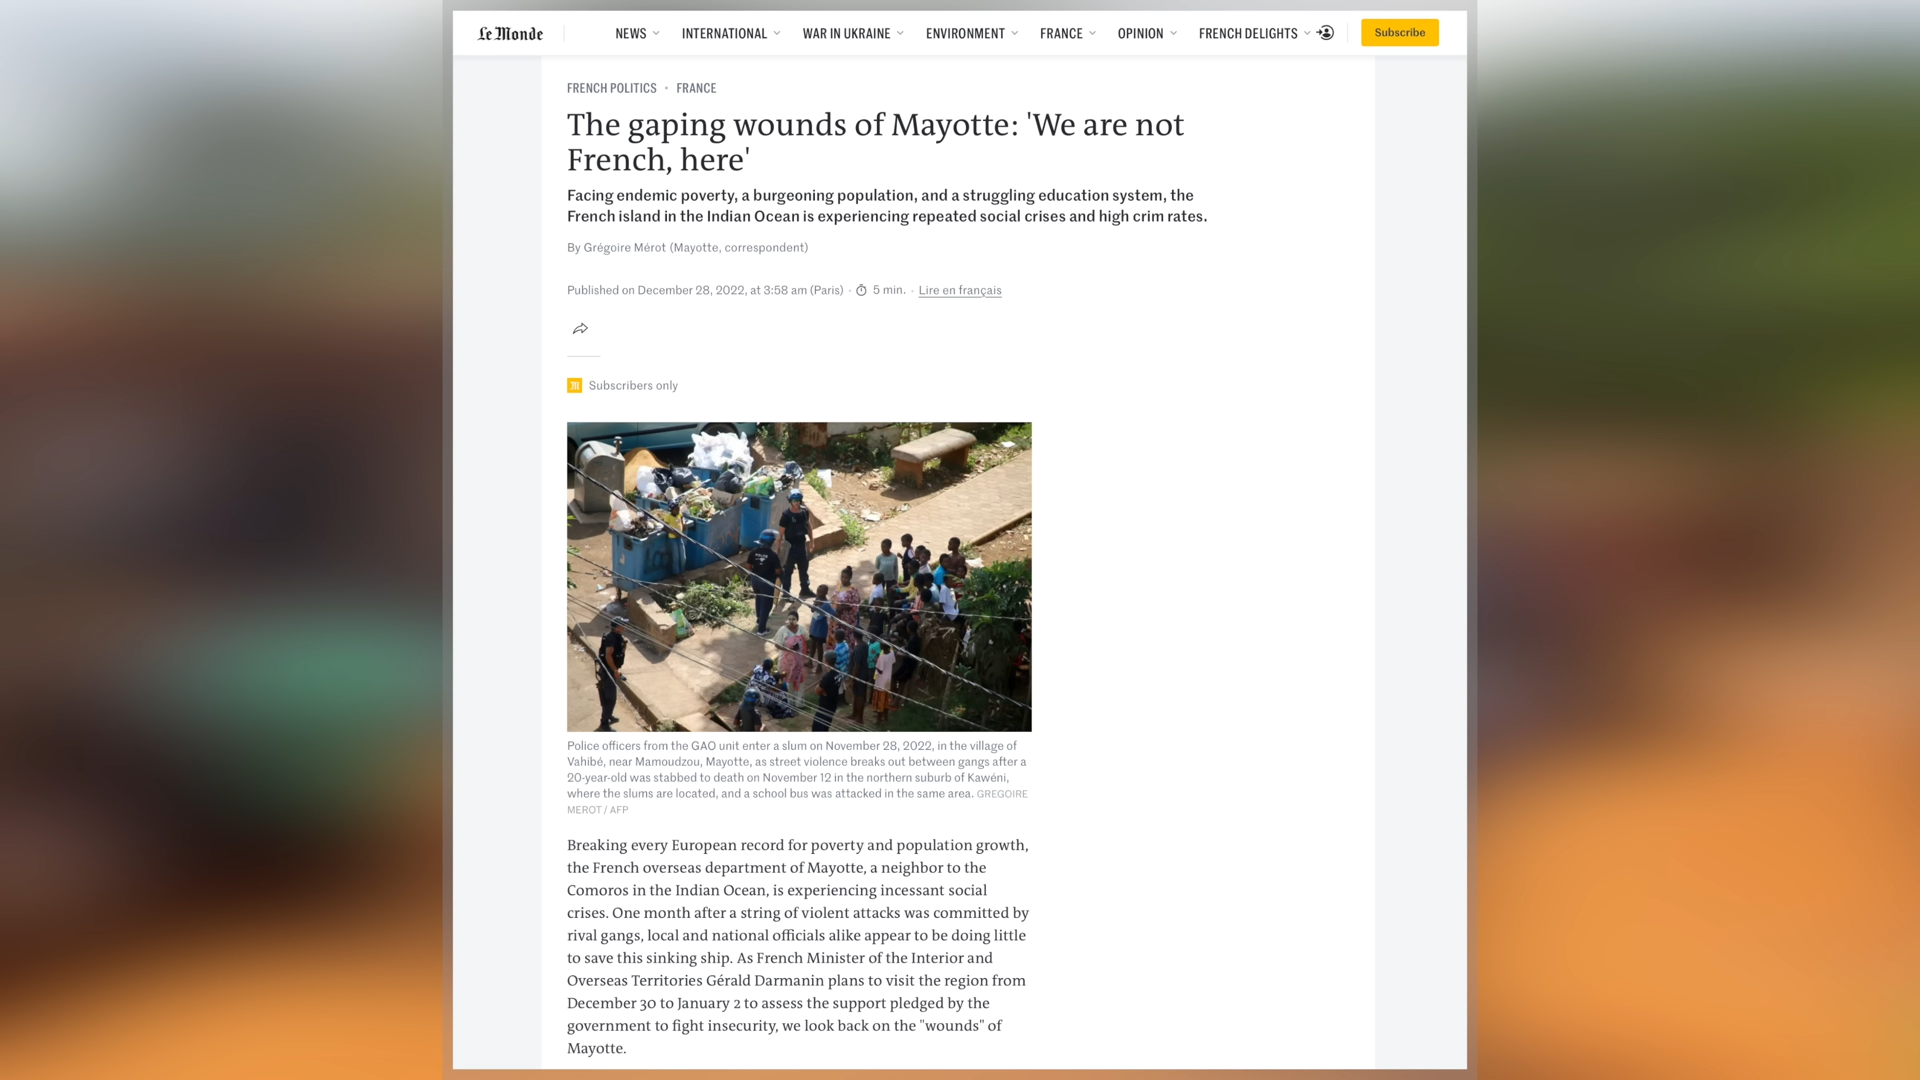 Le Monde
NEWS
INTERNATIONAL
WAR IN UKRAINE
ENVIRONMENT
FRANCE
OPINION
FRENCH DELIGHTS
Subscribe
FRENCH POLITICS • FRANCE
The gaping wounds of Mayotte: 'We are not
French, here'
Facing endemic poverty, a burgeoning population, and a struggling education system, the
French island in the Indian Ocean is experiencing repeated social crises and high crim rates.
By Grégoire Mérot (Mayotte, correspondent)
Published on December 28, 2022, at 3:58 am (Paris) · 5 min. · Lire en français
M Subscribers only
Police officers from the GAO unit enter a slum on November 28, 2022, in the village of
Vahibé, near Mamoudzou, Mayotte, as street violence breaks out between gangs after a
20-year-old was stabbed to death on November 12 in the northern suburb of Kawéni,
where the slums are located, and a school bus was attacked in the same area. GREGOIRE
MEROT / AFP
Breaking every European record for poverty and population growth,
the French overseas department of Mayotte, a neighbor to the
Comoros in the Indian Ocean, is experiencing incessant social
crises. One month after a string of violent attacks was committed by
rival gangs, local and national officials alike appear to be doing little
to save this sinking ship. As French Minister of the Interior and
Overseas Territories Gérald Darmanin plans to visit the region from
December 30 to January 2 to assess the support pledged by the
government to fight insecurity, we look back on the "wounds" of
Mayotte.